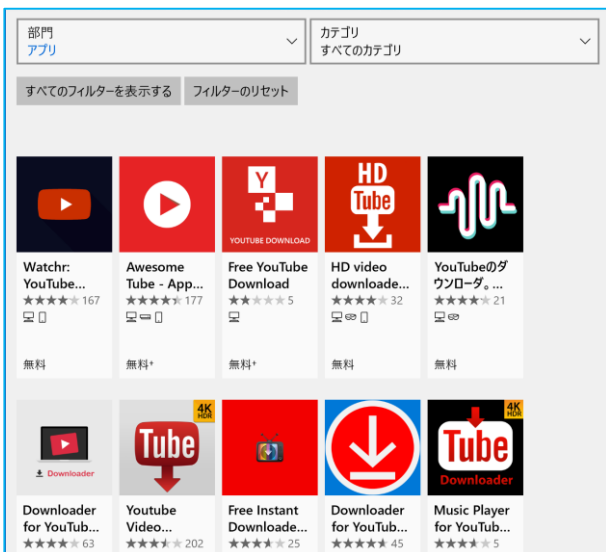 部門
アプリ
カテゴリ
すべてのカテゴリ
すべてのフィルターを表示する
フィルターのリセット
Y
YOUTUBE DOWNLOAD
HD
Tube
Watchr:
YouTube...
★★★★★ 167
無料
Awesome
Tube - App...
★★★★★ 177
無料+
Free YouTube
Download
★★★★★ 5
無料+
HD video
downloade...
★★★★★ 32
無料
YouTubeのダ
ウンローダ。...
★★★★★ 21
無料
Downloader
4K
HDR
Tube
4K
HDR
Tube
Downloader
Downloader
for YouTub...
★★★★★ 63
Youtube
Video...
★★★★★ 202
Free Instant
Downloade...
★★★★★ 25
Downloader
for YouTub...
★★★★★ 45
Music Player
for YouTub...
★★★★★ 5